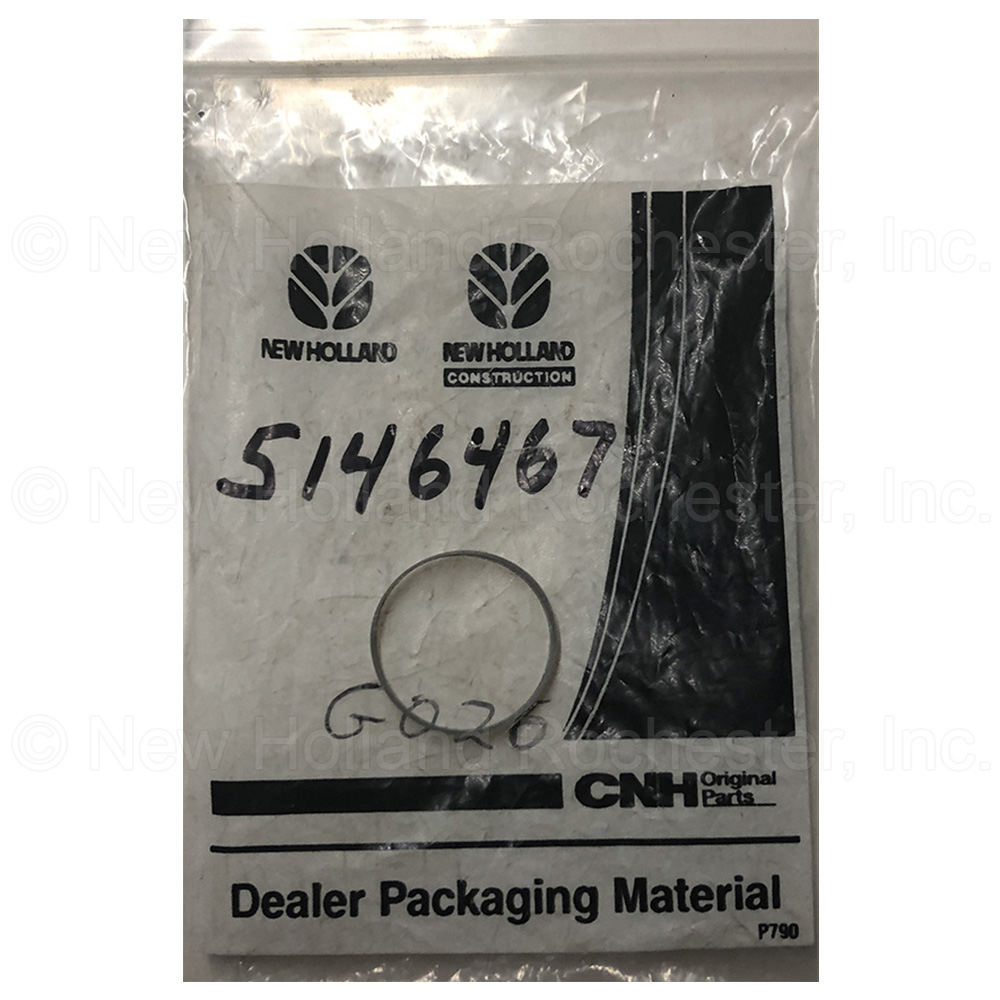 © New Holland Rochester, Inc.
NEW HOLLAND
NEW HOLLAND
CONSTRUCTION
5146467
© New Holland Rochester, Inc.
G026
© New Holland Rochester, Inc.
CNH Original
Parts
Dealer Packaging Material
P790